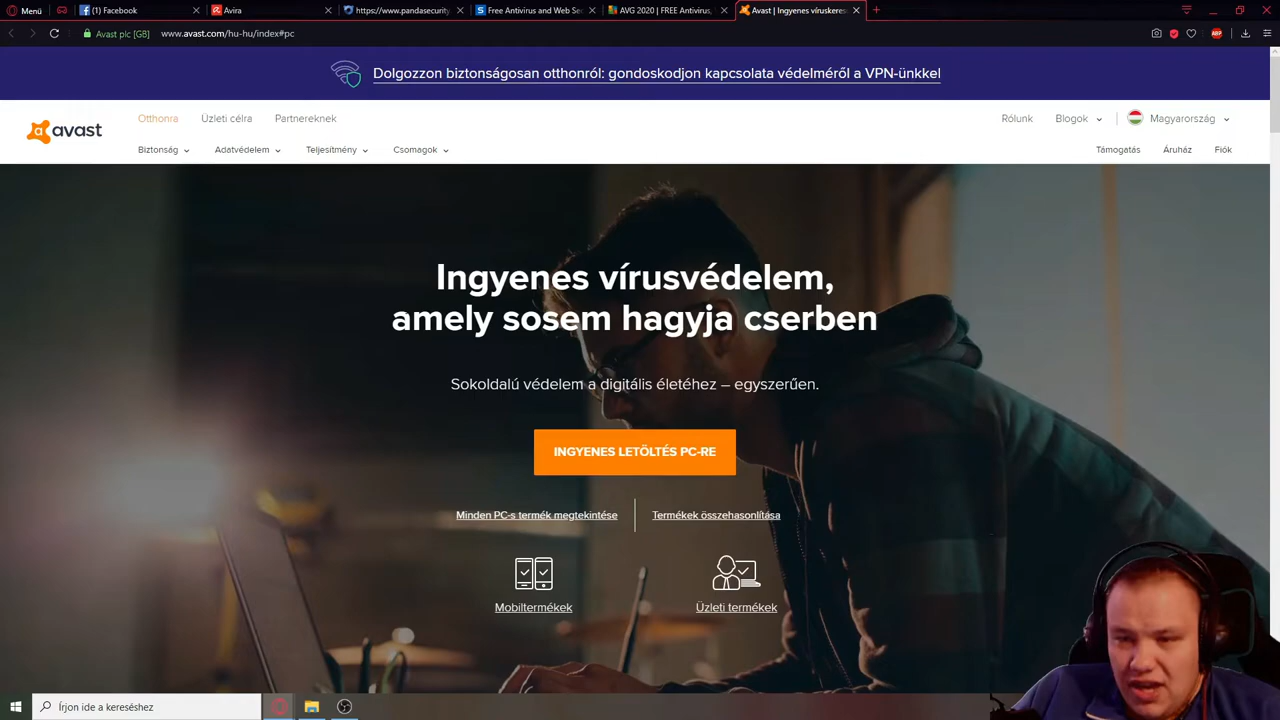 Menü
(1) Facebook
Avira
https://www.pandasecurity
Free Antivirus and Web Se
AVG 2020 | FREE Antivirus,
Avast | Ingyenes víruskeres
Avast plc [GB]
www.avast.com/hu-hu/index#pc
ABP
Dolgozzon biztonságosan otthonról: gondoskodjon kapcsolata védelméről a VPN-ünkkel
avast
Otthonra
Üzleti célra
Partnereknek
Rólunk
Blogok
Magyarország
Biztonság
Adatvédelem
Teljesítmény
Csomagok
Támogatás
Áruház
Fiók
Ingyenes vírusvédelem,
amely sosem hagyja cserben
Sokoldalú védelem a digitális életéhez – egyszerűen.
INGYENES LETÖLTÉS PC-RE
Minden PC-s termék megtekintése
Termékek összehasonlítása
Mobiltermékek
Üzleti termékek
Írjon ide a kereséshez